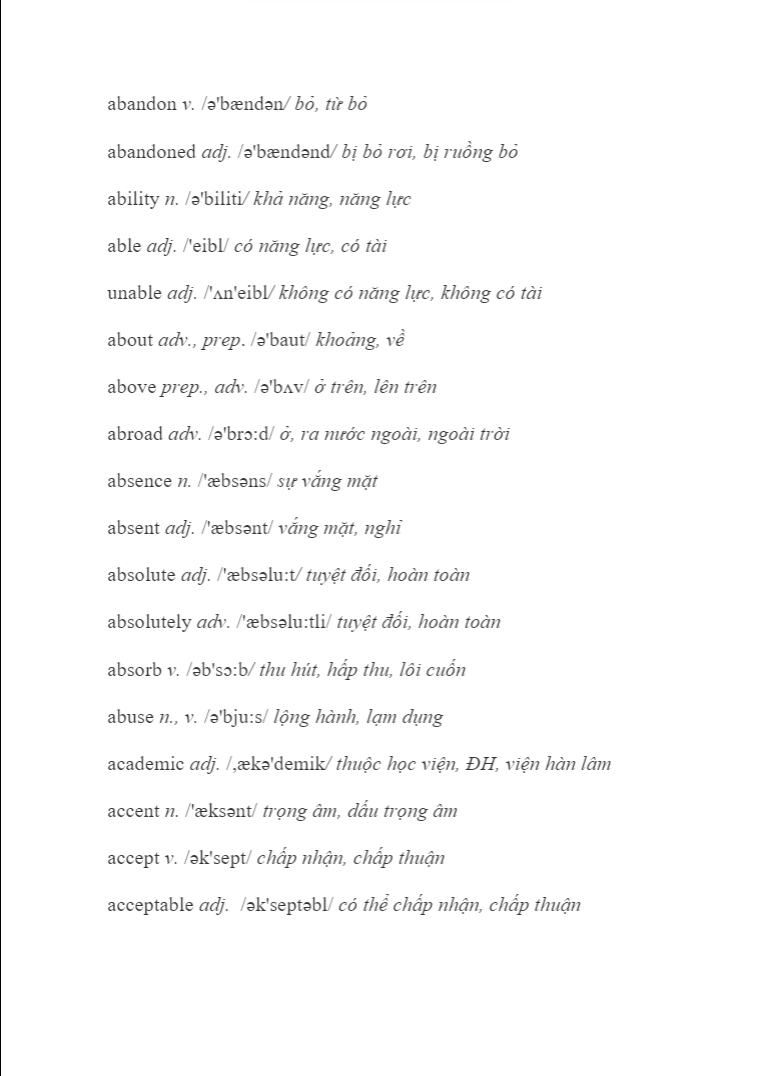 abandon v. /ə'bændən/ bỏ, từ bỏ
abandoned adj. /ə'bændənd/ bị bỏ rơi, bị ruồng bỏ
ability n. /ə'biliti/ khả năng, năng lực
able adj. /'eibl/ có năng lực, có tài
unable adj. /'ʌn'eibl/ không có năng lực, không có tài
about adv., prep. /ə'baut/ khoảng, về
above prep., adv. /ə'bʌv/ ở trên, lên trên
abroad adv. /ə'brɔ:d/ ở, ra nước ngoài, ngoài trời
absence n. /'æbsəns/ sự vắng mặt
absent adj. /'æbsənt/ vắng mặt, nghỉ
absolute adj. /'æbsəlu:t/ tuyệt đối, hoàn toàn
absolutely adv. /'æbsəlu:tli/ tuyệt đối, hoàn toàn
absorb v. /əb'sɔ:b/ thu hút, hấp thu, lôi cuốn
abuse n., v. /ə'bju:s/ lộng hành, lạm dụng
academic adj. /,ækə'demik/ thuộc học viện, ĐH, viện hàn lâm
accent n. /'æksənt/ trọng âm, dấu trọng âm
accept v. /ək'sept/ chấp nhận, chấp thuận
acceptable adj. /ək'septəbl/ có thể chấp nhận, chấp thuận